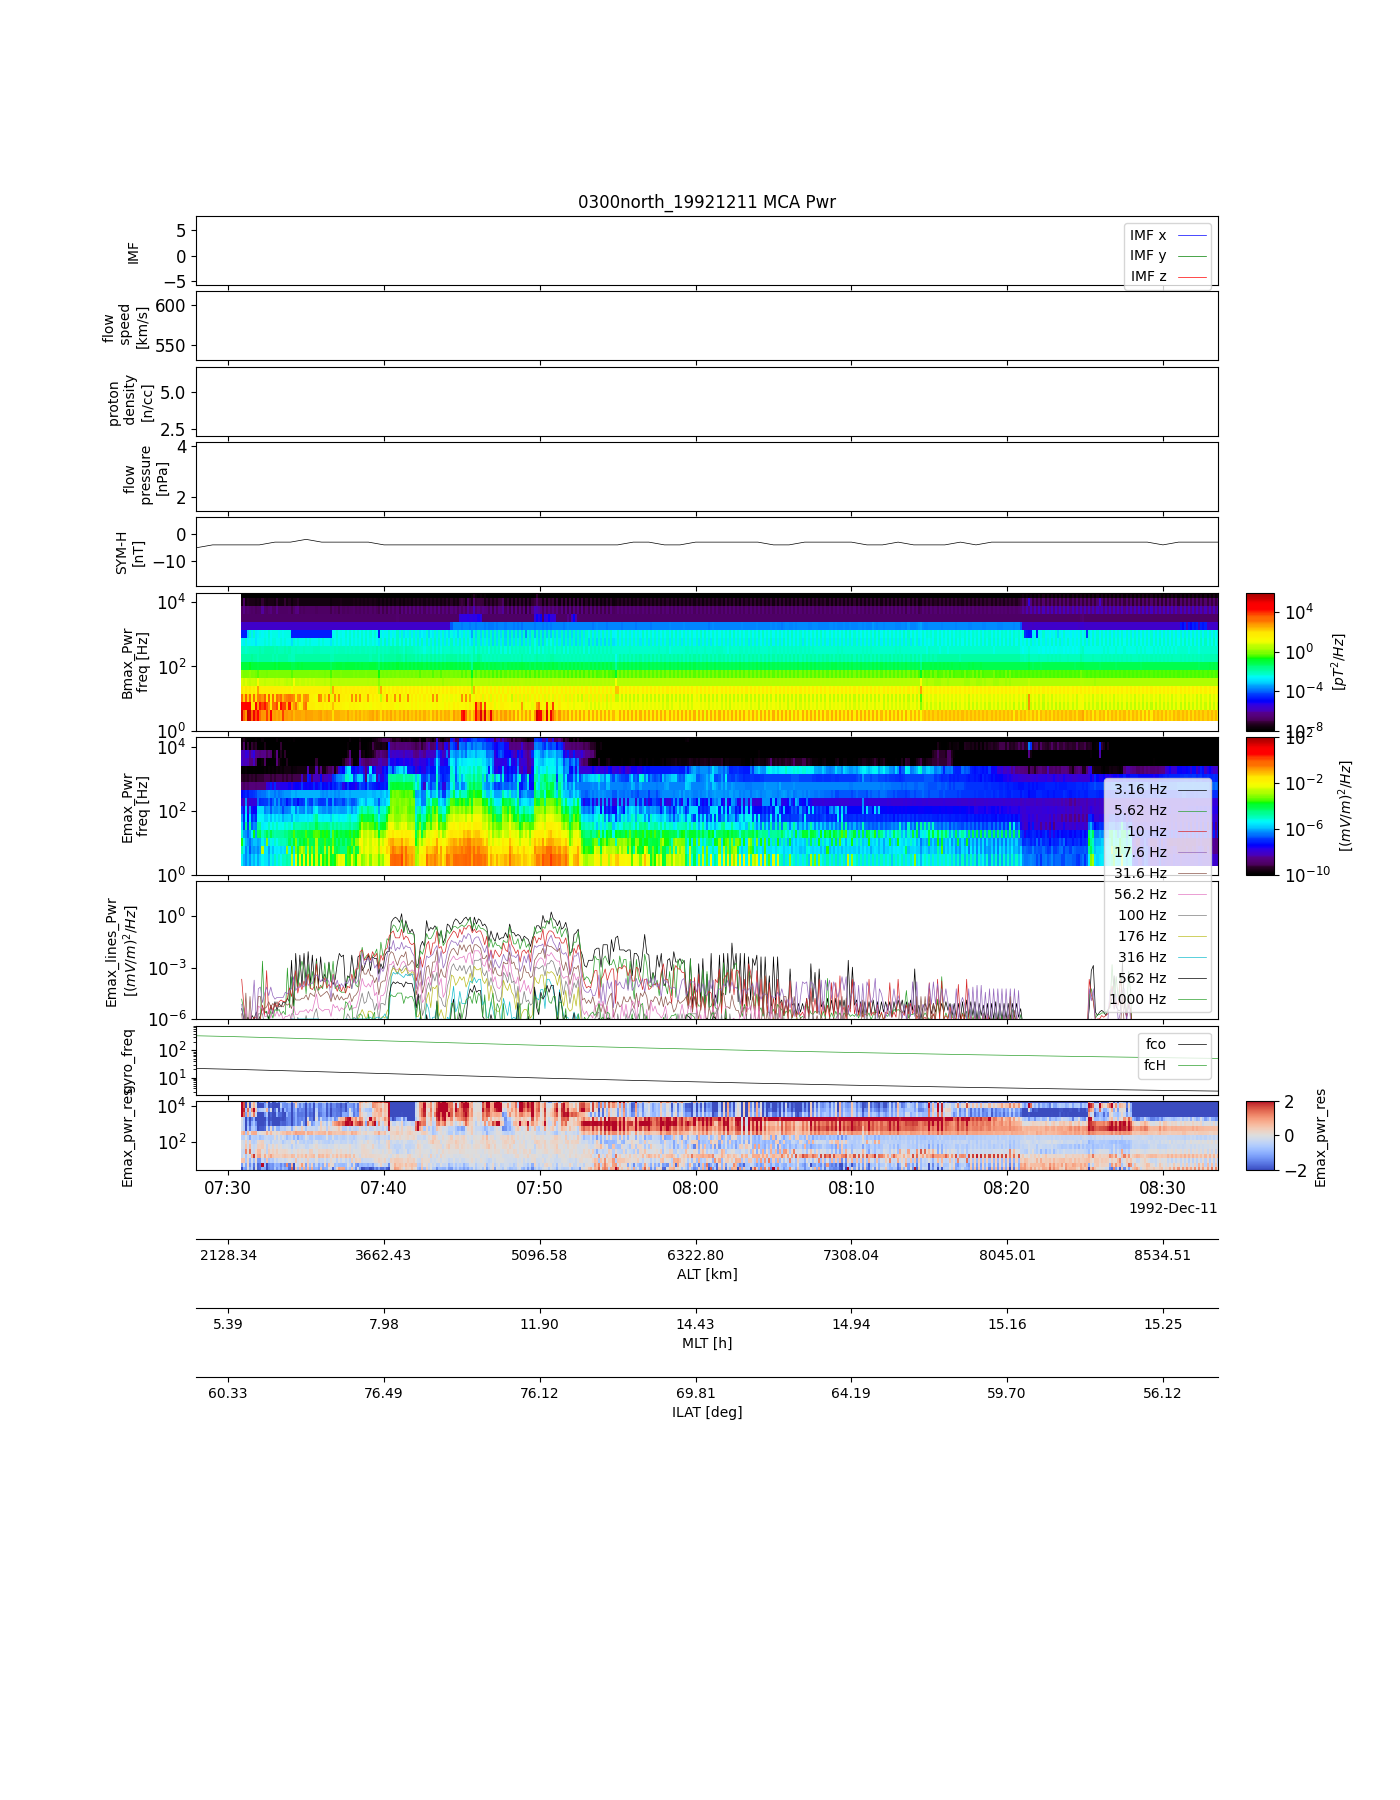 0300north_19921211 MCA Pwr
5
0
−5
IMF
IMF x
IMF y
IMF z
600
550
flow
speed
[km/s]
5.0
2.5
proton
density
[n/cc]
4
2
flow
pressure
[nPa]
0
−10
SYM-H
[nT]
10^4
10^2
10^0
Bmax_Pwr
freq [Hz]
10^4
10^0
10^−4
10^−8
[pT^2/Hz]
10^4
10^2
10^0
Emax_Pwr
freq [Hz]
10^2
10^−2
10^−6
10^−10
[(mV/m)^2/Hz]
3.16 Hz
5.62 Hz
10 Hz
17.6 Hz
31.6 Hz
56.2 Hz
100 Hz
176 Hz
316 Hz
562 Hz
1000 Hz
10^0
10^−3
10^−6
Emax_lines_Pwr
[(mV/m)^2/Hz]
10^2
10^1
gyro_freq
fco
fcH
10^4
10^2
Emax_pwr_res
2
0
−2
Emax_pwr_res
07:30 07:40 07:50 08:00 08:10 08:20 08:30
1992-Dec-11
2128.34 3662.43 5096.58 6322.80 7308.04 8045.01 8534.51
ALT [km]
5.39 7.98 11.90 14.43 14.94 15.16 15.25
MLT [h]
60.33 76.49 76.12 69.81 64.19 59.70 56.12
ILAT [deg]